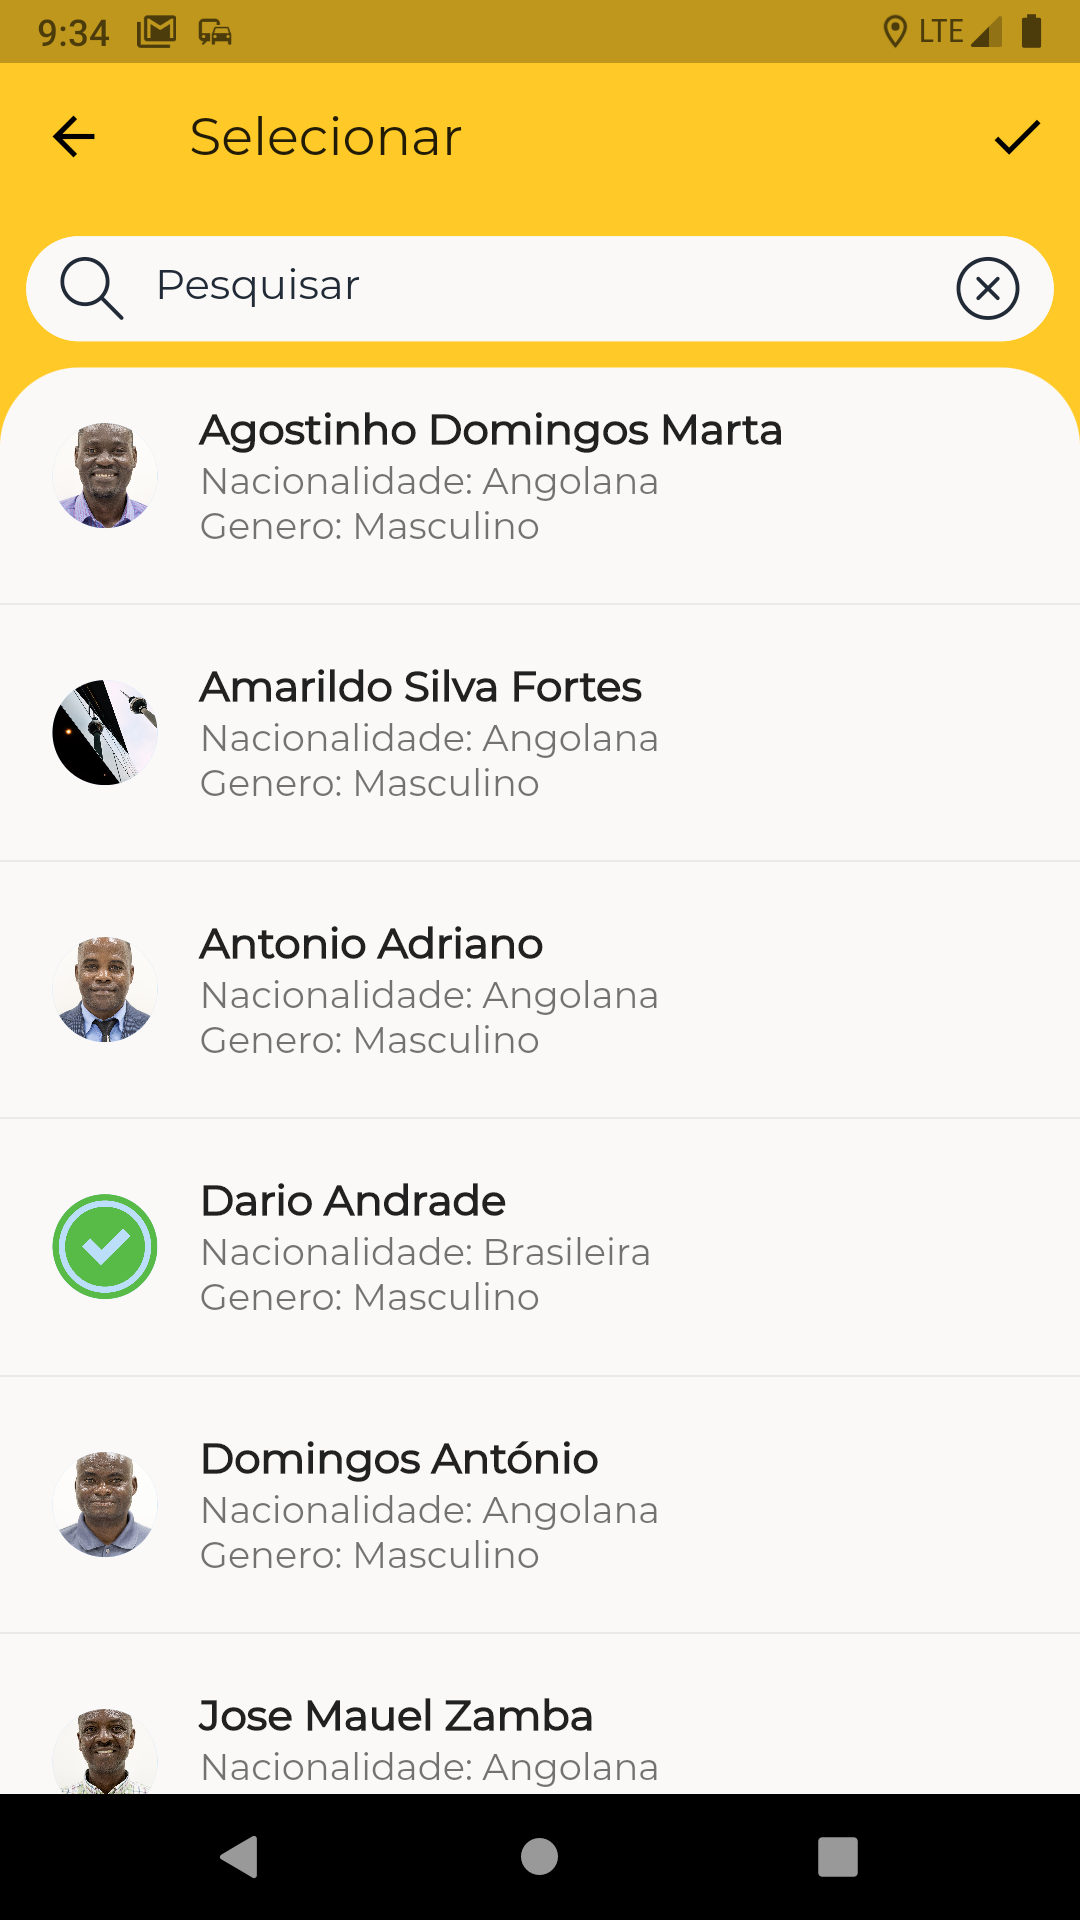 9:34
LTE
Selecionar
Pesquisar
Agostinho Domingos Marta
Nacionalidade: Angolana
Genero: Masculino
Amarildo Silva Fortes
Nacionalidade: Angolana
Genero: Masculino
Antonio Adriano
Nacionalidade: Angolana
Genero: Masculino
Dario Andrade
Nacionalidade: Brasileira
Genero: Masculino
Domingos António
Nacionalidade: Angolana
Genero: Masculino
Jose Mauel Zamba
Nacionalidade: Angolana